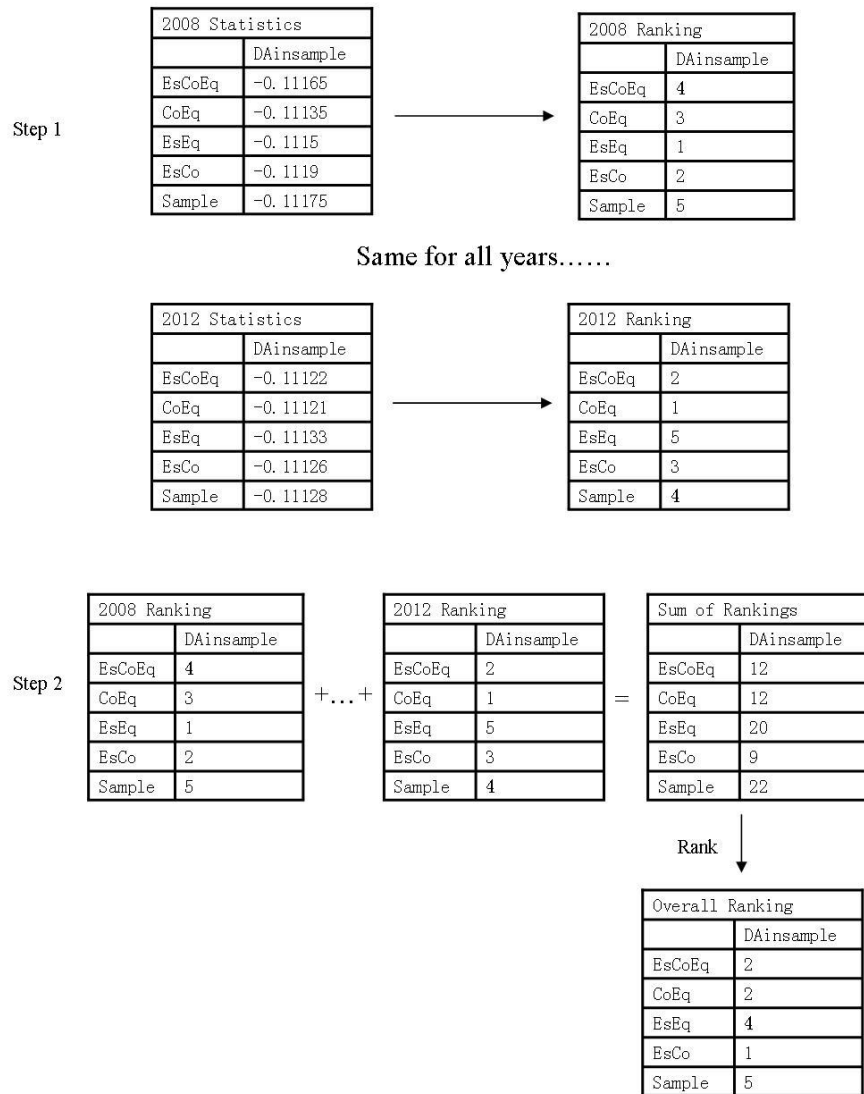 2008 Statistics
DAinsample
EsCoEq -0.11165
CoEq -0.11135
EsEq -0.1115
EsCo -0.1119
Sample -0.11175
Step 1
2008 Ranking
DAinsample
EsCoEq 4
CoEq 3
EsEq 1
EsCo 2
Sample 5
Same for all years……
2012 Statistics
DAinsample
EsCoEq -0.11122
CoEq -0.11121
EsEq -0.11133
EsCo -0.11126
Sample -0.11128
2012 Ranking
DAinsample
EsCoEq 2
CoEq 1
EsEq 5
EsCo 3
Sample 4
Step 2
2008 Ranking
DAinsample
EsCoEq 4
CoEq 3
EsEq 1
EsCo 2
Sample 5
+…+
2012 Ranking
DAinsample
EsCoEq 2
CoEq 1
EsEq 5
EsCo 3
Sample 4
=
Sum of Rankings
DAinsample
EsCoEq 12
CoEq 12
EsEq 20
EsCo 9
Sample 22
Rank
Overall Ranking
DAinsample
EsCoEq 2
CoEq 2
EsEq 4
EsCo 1
Sample 5